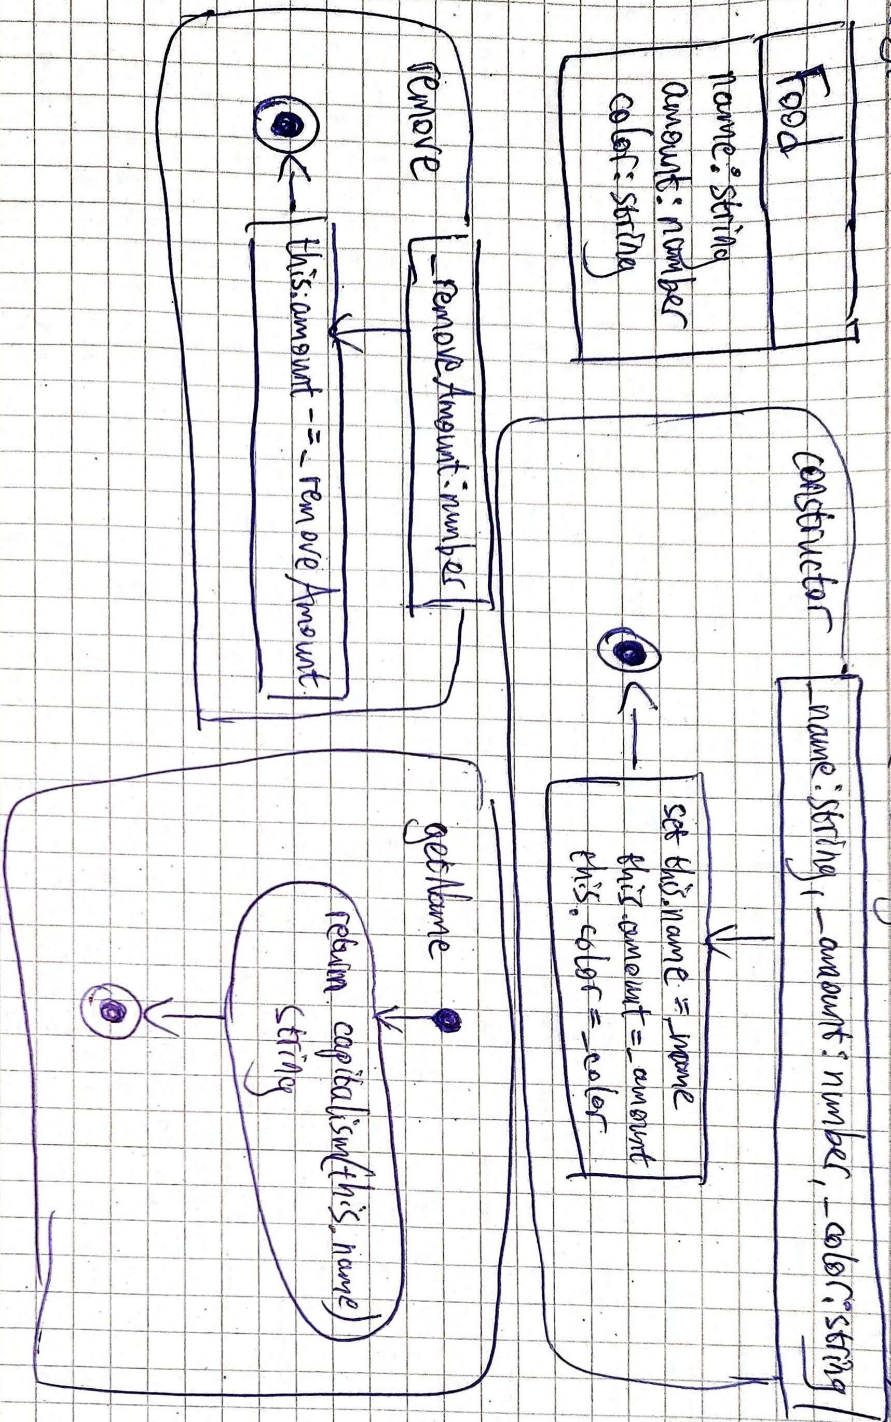 Food
name: string
amount: number
color: string
constructor
_name: string, _amount: number, _color: string
set this.name = _name
this.amount = _amount
this.color = _color
remove
_removeAmount: number
this.amount -= _removeAmount
getName
return capitalism(this.name)
string